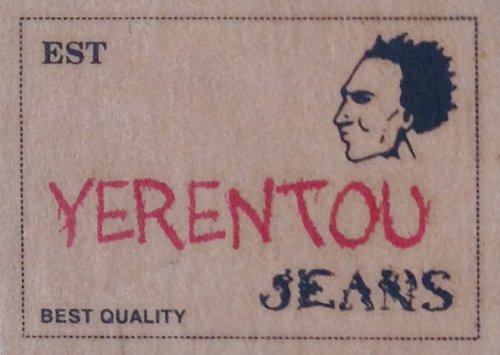 EST
YERENTOU
JEANS
BEST QUALITY